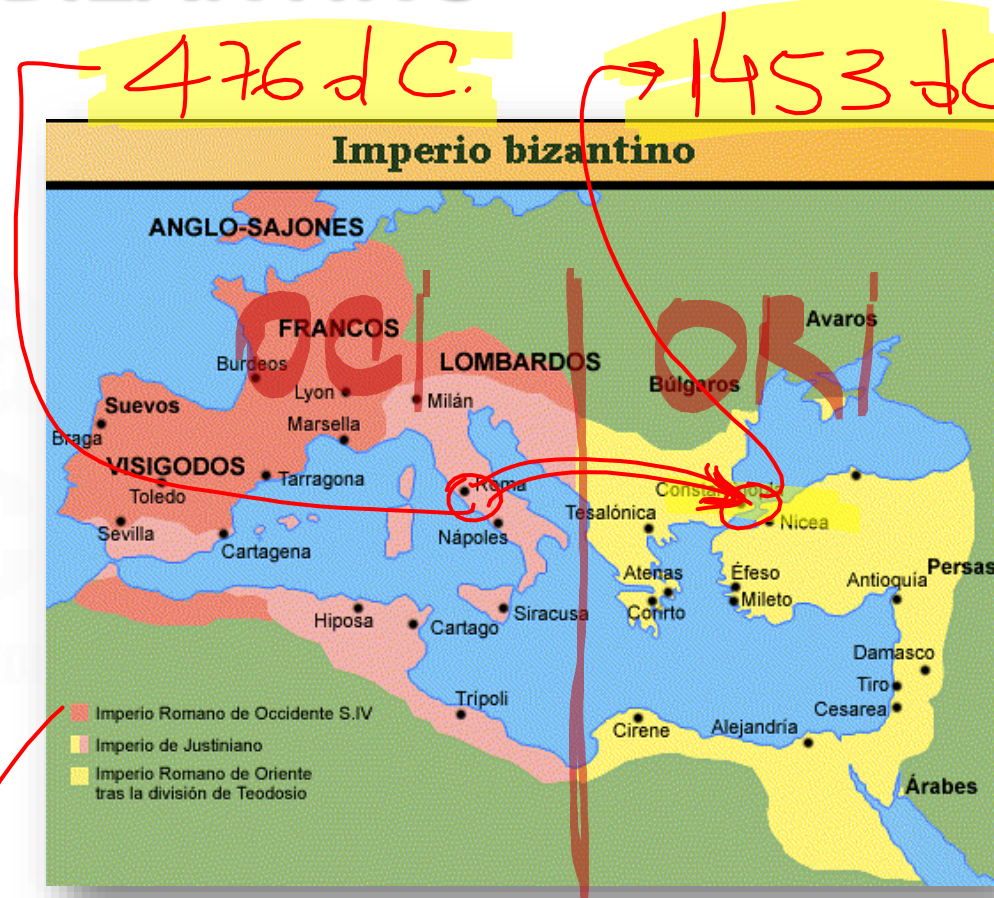 476 d C.
1453 dC
Imperio bizantino
ANGLO-SAJONES
OCI
ORI
FRANCOS
Avaros
Burdeos
LOMBARDOS
Búlgaros
Lyon
Milán
Suevos
Marsella
Braga
VISIGODOS
Tarragona
Roma
Toledo
Constantinopla
Tesalónica
Nicea
Sevilla
Nápoles
Cartagena
Atenas
Éfeso
Antioquía
Persas
Mileto
Corirto
Hiposa
Cartago
Siracusa
Damasco
Tiro
Trípoli
Cesarea
Imperio Romano de Occidente S.IV
Cirene
Alejandría
Imperio de Justiniano
Imperio Romano de Oriente
tras la división de Teodosio
Árabes